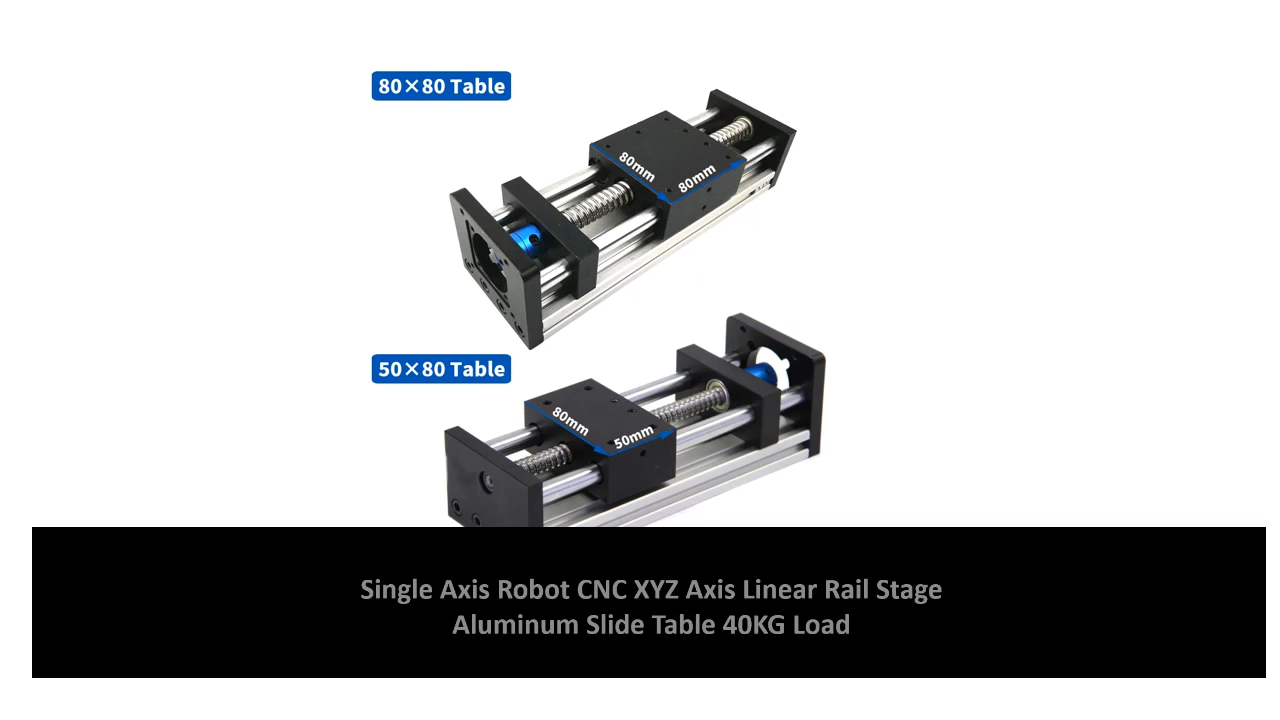 80×80 Table
80mm
80mm
50×80 Table
80mm
50mm
Single Axis Robot CNC XYZ Axis Linear Rail Stage
Aluminum Slide Table 40KG Load